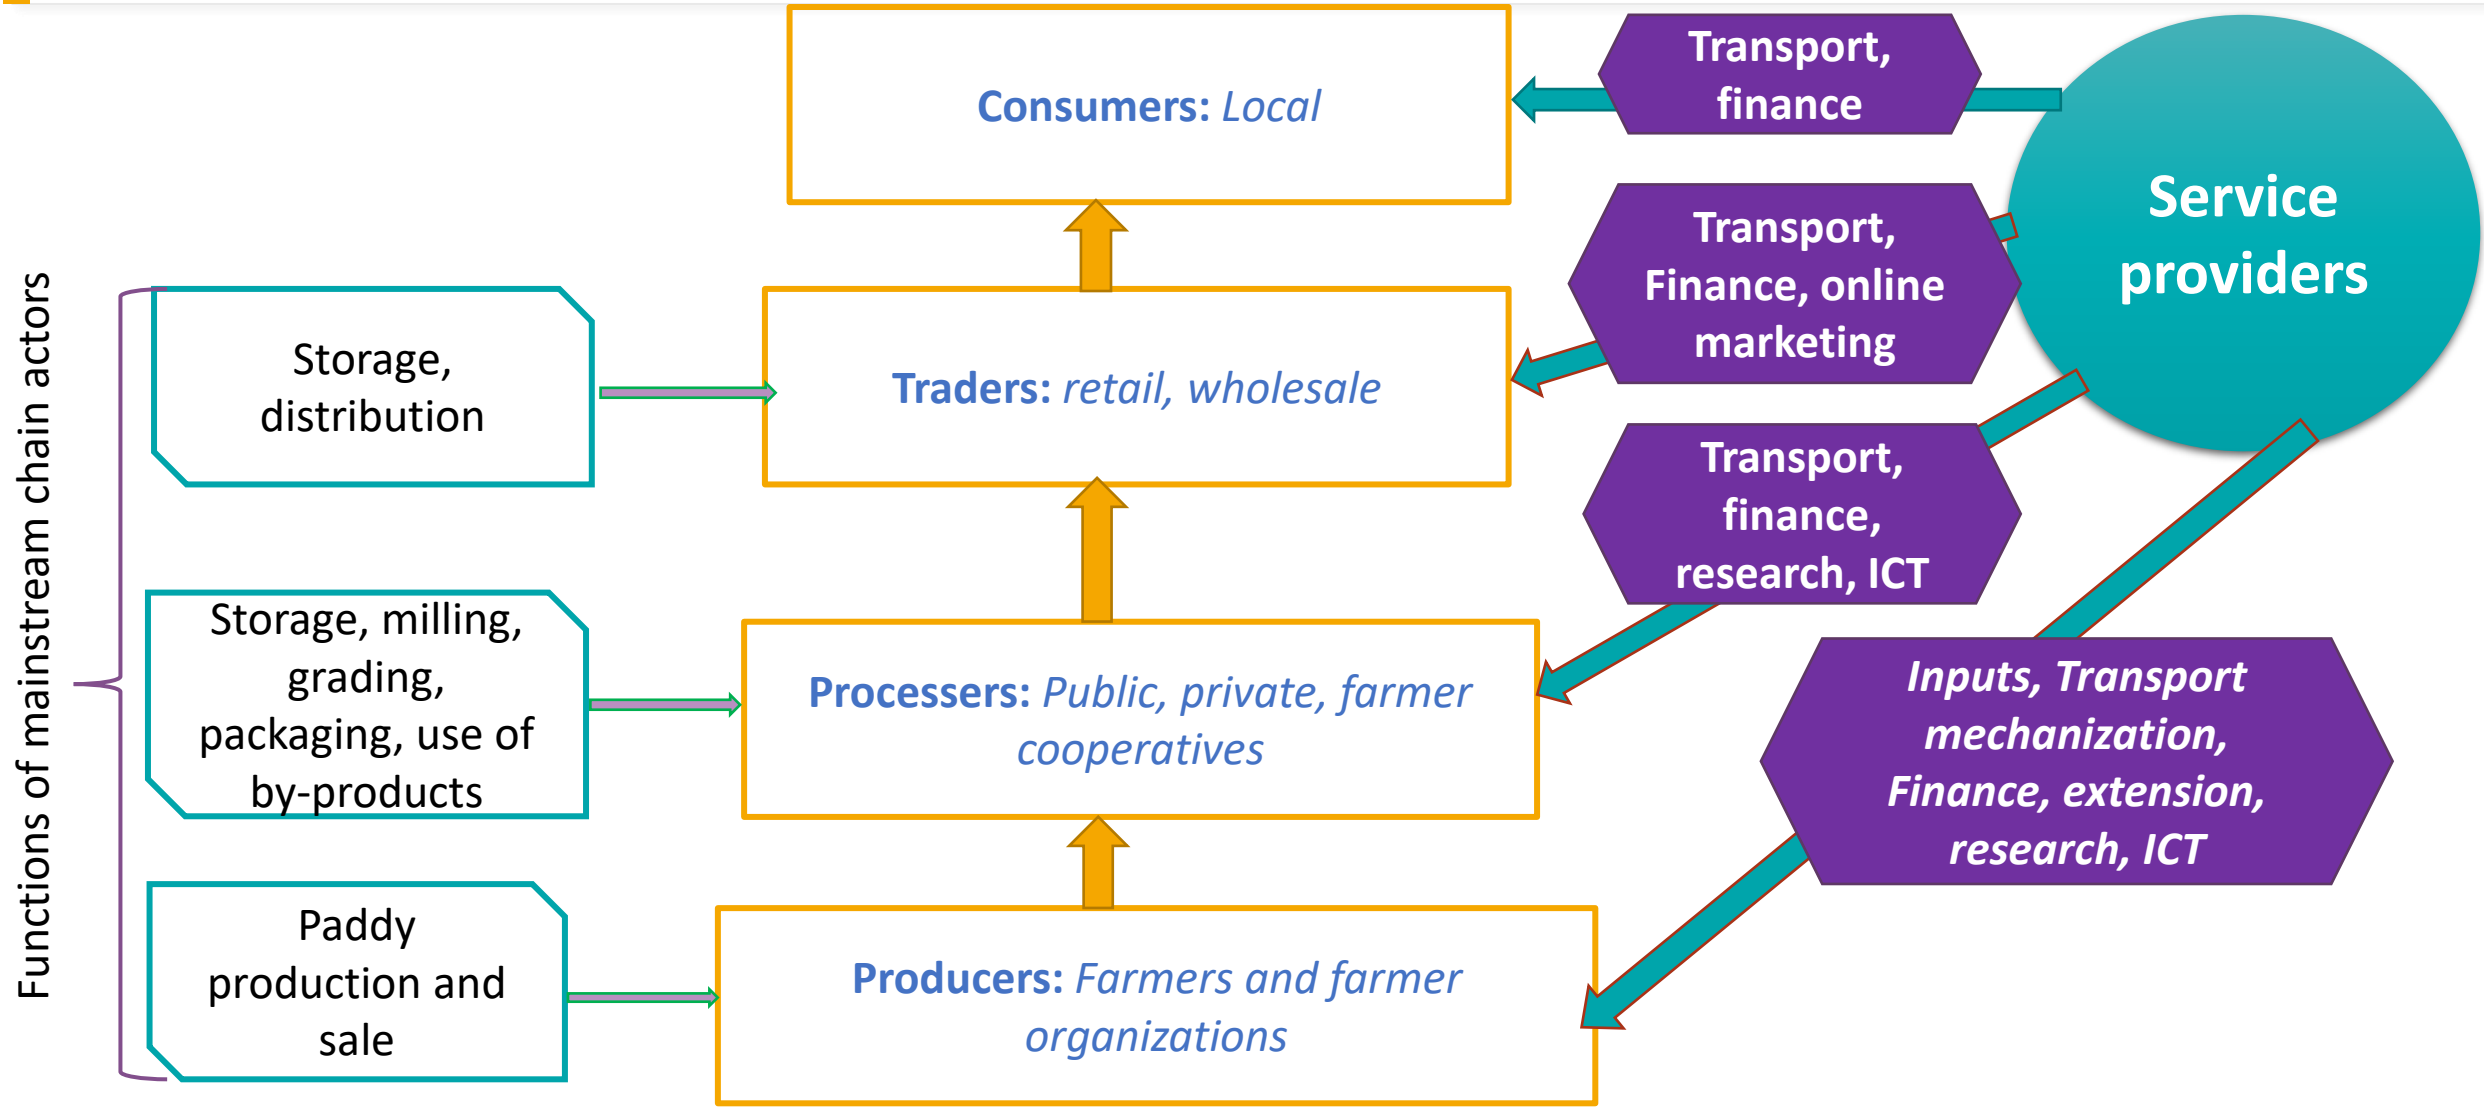 Consumers: Local
Transport,
finance
Service
providers
Transport,
Finance, online
marketing
Functions of mainstream chain actors
Storage,
distribution
Traders: retail, wholesale
Transport,
finance,
research, ICT
Storage, milling,
grading,
packaging, use of
by-products
Processers: Public, private, farmer
cooperatives
Inputs, Transport
mechanization,
Finance, extension,
research, ICT
Paddy
production and
sale
Producers: Farmers and farmer
organizations